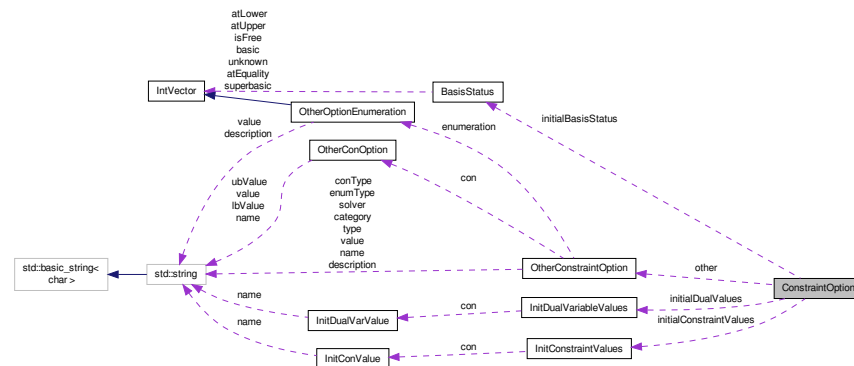 atLower
atUpper
isFree
basic
unknown
atEquality
superbasic
IntVector
BasisStatus
OtherOptionEnumeration
initialBasisStatus
value
description
enumeration
OtherConOption
con
ubValue
value
lbValue
name
conType
enumType
solver
category
type
value
name
description
std::basic_string<
char >
std::string
OtherConstraintOption
other
ConstraintOption
name
con
initialDualValues
InitDualVarValue
InitDualVariableValues
name
initialConstraintValues
con
InitConstraintValues
InitConValue